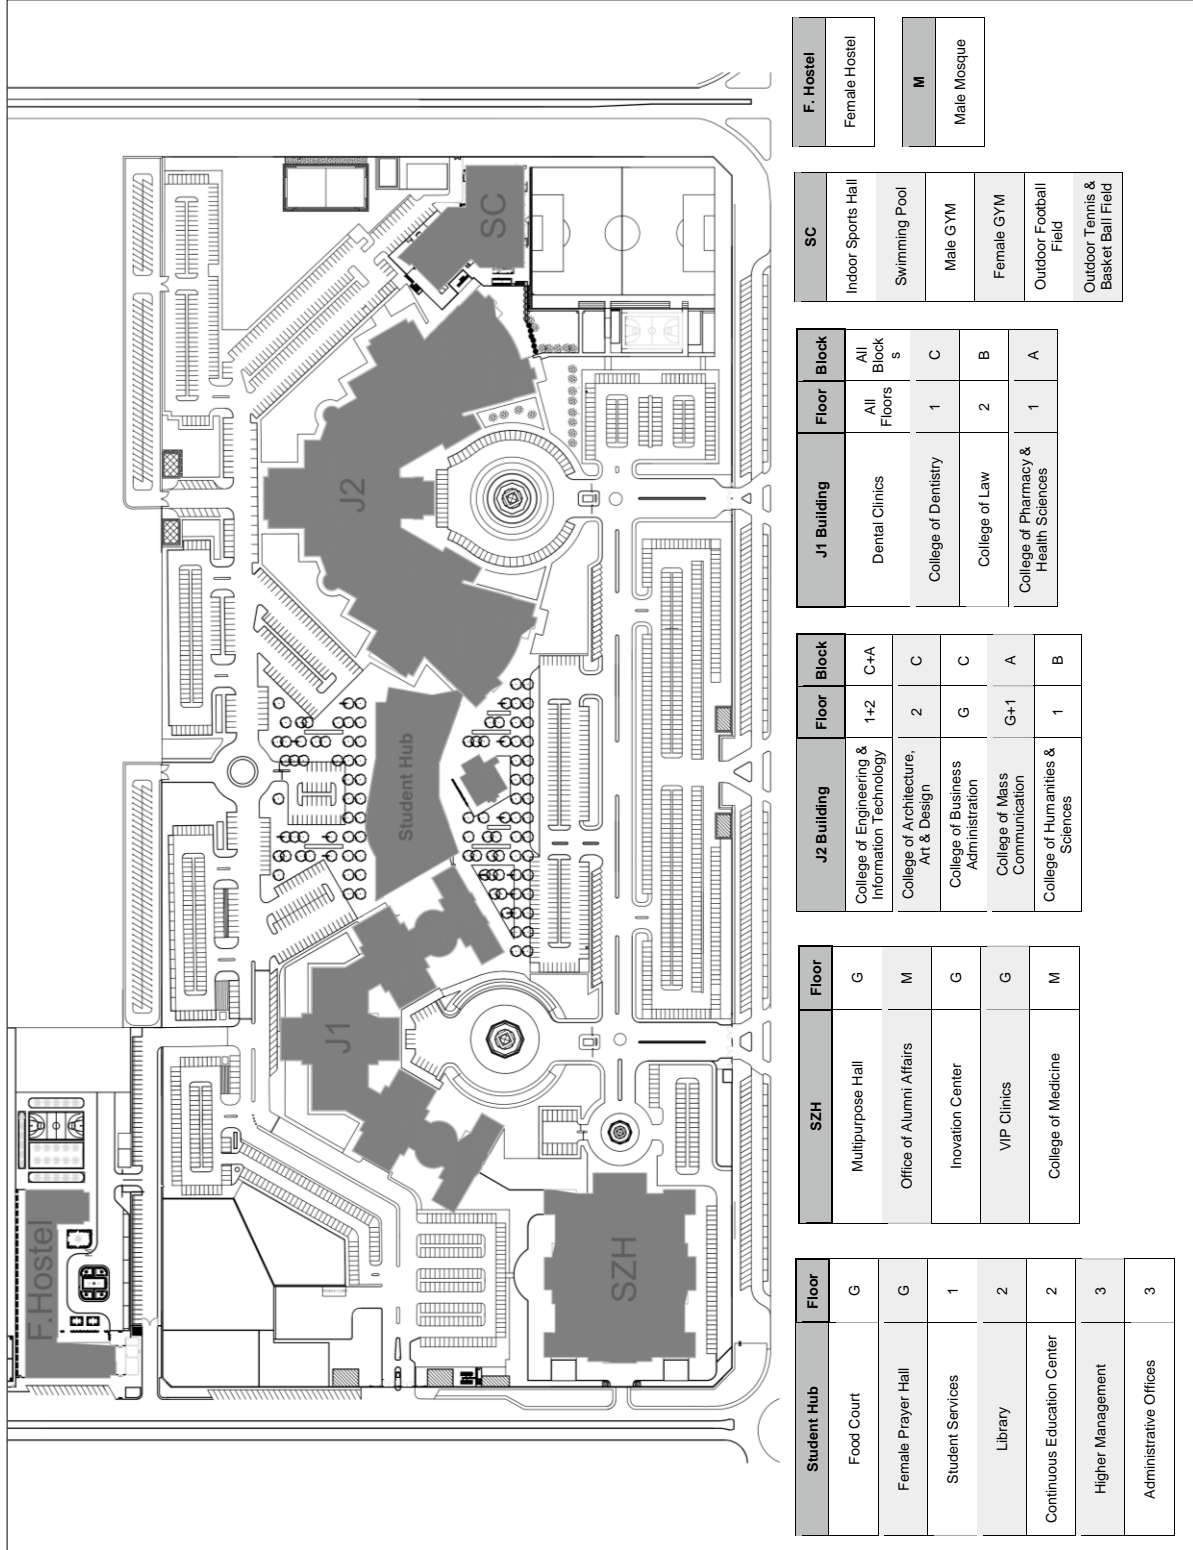 F.Hostel
SZH
J1
Student Hub
J2
SC
Student Hub Floor
Food Court G
Female Prayer Hall G
Student Services 1
Library 2
Continuous Education Center 2
Higher Management 3
Administrative Offices 3
SZH Floor
Multipurpose Hall G
Office of Alumni Affairs M
Inovation Center G
VIP Clinics G
College of Medicine M
J2 Building Floor Block
College of Engineering &
Information Technology 1+2 C+A
College of Architecture,
Art & Design 2 C
College of Business
Administration G C
College of Mass
Communication G+1 A
College of Humanities &
Sciences 1 B
J1 Building Floor Block
Dental Clinics All
Floors All
Block
s
College of Dentistry 1 C
College of Law 2 B
College of Pharmacy &
Health Sciences 1 A
SC
Indoor Sports Hall
Swimming Pool
Male GYM
Female GYM
Outdoor Football
Field
Outdoor Tennis &
Basket Ball Field
F. Hostel
Female Hostel
M
Male Mosque